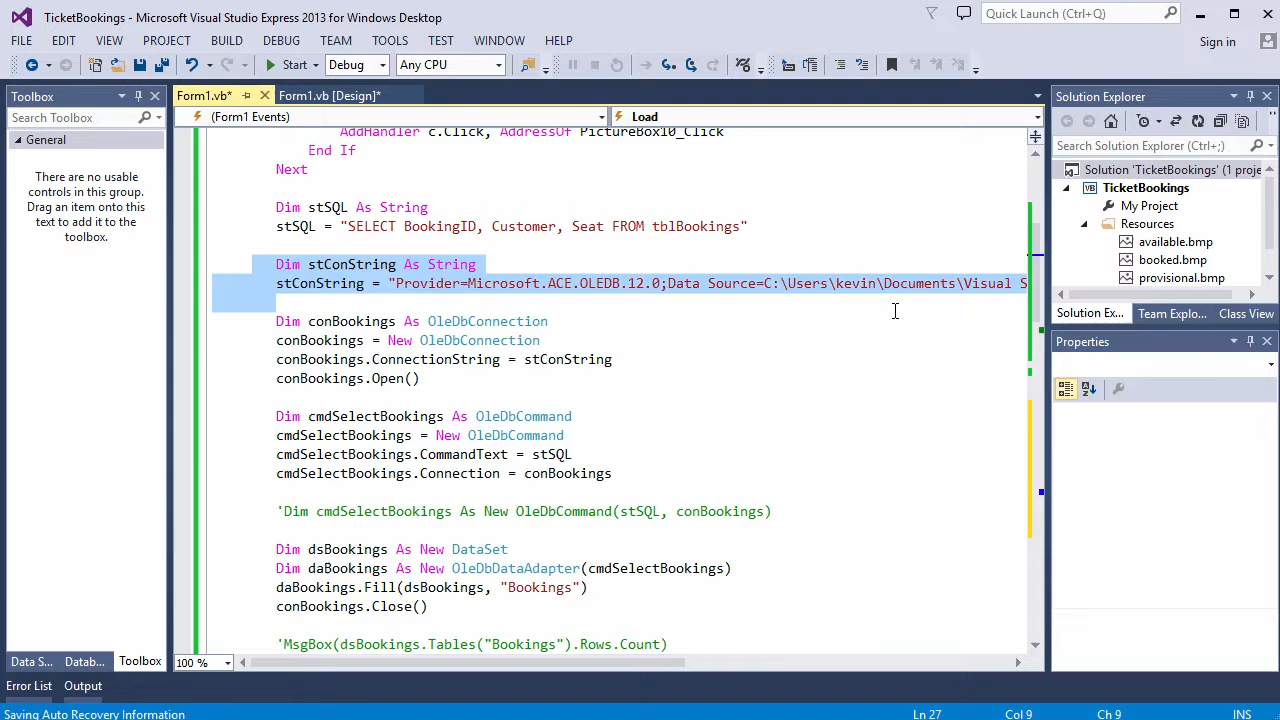 TicketBookings - Microsoft Visual Studio Express 2013 for Windows Desktop
Quick Launch (Ctrl+Q)
FILE EDIT VIEW PROJECT BUILD DEBUG TEAM TOOLS TEST WINDOW HELP
Sign in
Start Debug Any CPU
Toolbox
Search Toolbox
General
There are no usable
controls in this group.
Drag an item onto this
text to add it to the
toolbox.
Data S... Datab... Toolbox
Form1.vb* Form1.vb [Design]*
(Form1 Events) Load
AddHandler c.Click, AddressOf PictureBox10_Click
End If
Next
Dim stSQL As String
stSQL = "SELECT BookingID, Customer, Seat FROM tblBookings"
Dim stConString As String
stConString = "Provider=Microsoft.ACE.OLEDB.12.0;Data Source=C:\Users\kevin\Documents\Visual S
Dim conBookings As OleDbConnection
conBookings = New OleDbConnection
conBookings.ConnectionString = stConString
conBookings.Open()
Dim cmdSelectBookings As OleDbCommand
cmdSelectBookings = New OleDbCommand
cmdSelectBookings.CommandText = stSQL
cmdSelectBookings.Connection = conBookings
'Dim cmdSelectBookings As New OleDbCommand(stSQL, conBookings)
Dim dsBookings As New DataSet
Dim daBookings As New OleDbDataAdapter(cmdSelectBookings)
daBookings.Fill(dsBookings, "Bookings")
conBookings.Close()
'MsgBox(dsBookings.Tables("Bookings").Rows.Count)
100 %
Solution Explorer
Search Solution Explorer (Ctrl+;)
Solution 'TicketBookings' (1 proje
TicketBookings
My Project
Resources
available.bmp
booked.bmp
provisional.bmp
Solution Ex... Team Explo... Class View
Properties
Error List Output
Saving Auto Recovery Information
Ln 27 Col 9 Ch 9 INS